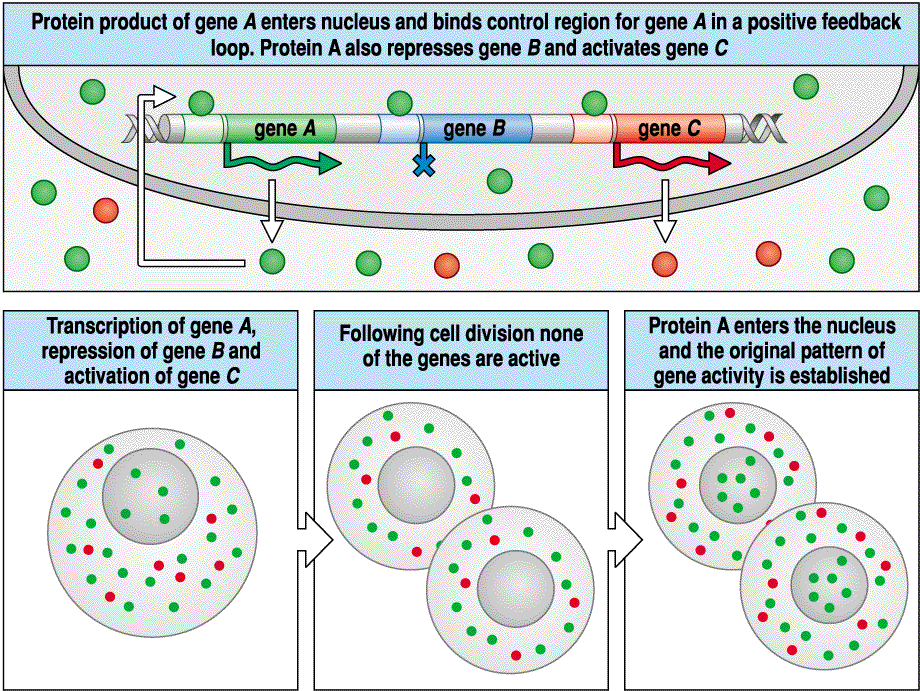 Protein product of gene A enters nucleus and binds control region for gene A in a positive feedback
loop. Protein A also represses gene B and activates gene C
gene A
gene B
gene C
Transcription of gene A,
repression of gene B and
activation of gene C
Following cell division none
of the genes are active
Protein A enters the nucleus
and the original pattern of
gene activity is established